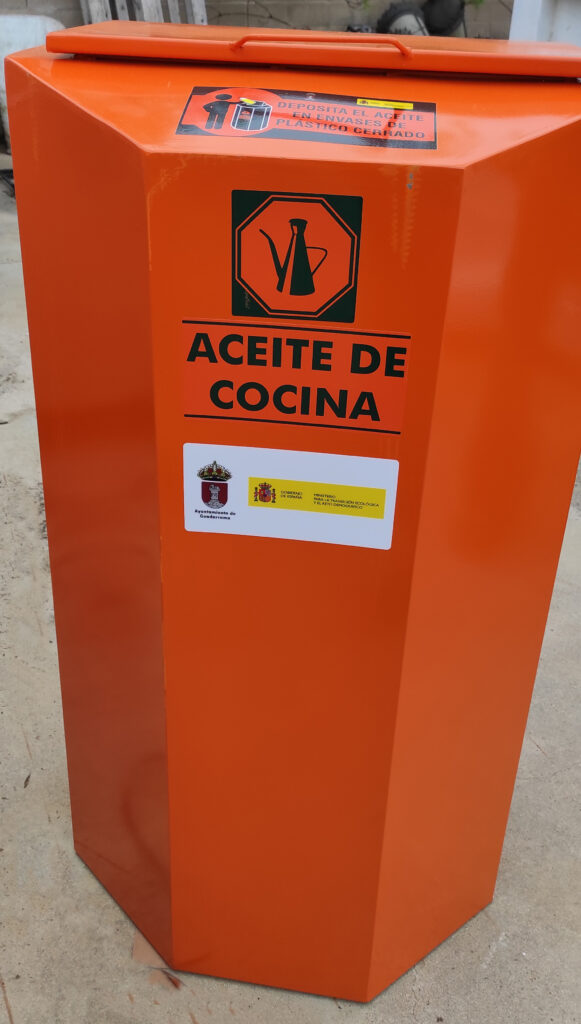 DEPOSITA EL ACEITE
EN ENVASES DE
PLÁSTICO CERRADO
ACEITE DE
COCINA
Ayuntamiento de
Guadarrama
GOBIERNO
DE ESPAÑA
MINISTERIO
PARA LA TRANSICIÓN ECOLÓGICA
Y EL RETO DEMOGRÁFICO